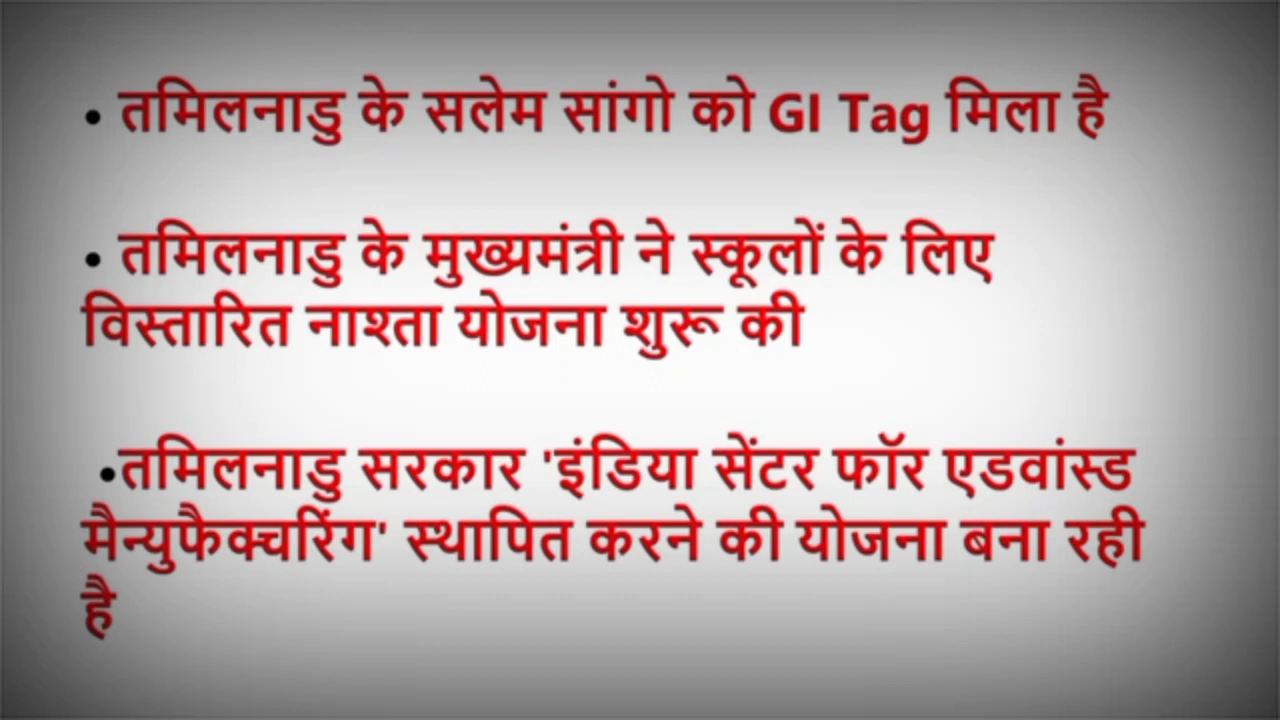 • तमिलनाडु के सलेम सांगो को GI Tag मिला है
• तमिलनाडु के मुख्यमंत्री ने स्कूलों के लिए
विस्तारित नाश्ता योजना शुरू की
•तमिलनाडु सरकार 'इंडिया सेंटर फॉर एडवांस्ड
मैन्युफैक्चरिंग' स्थापित करने की योजना बना रही
है